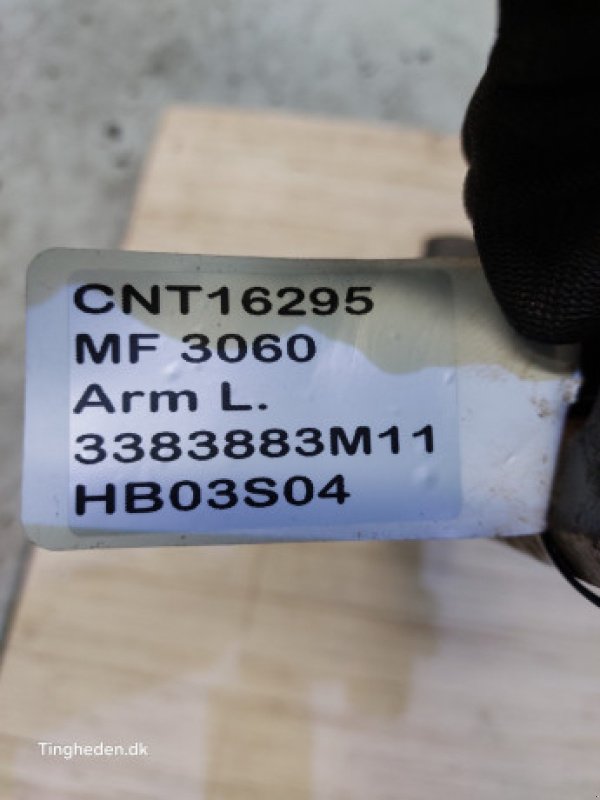 CNT16295
MF 3060
Arm L.
3383883M11
HB03S04
Tingheden.dk